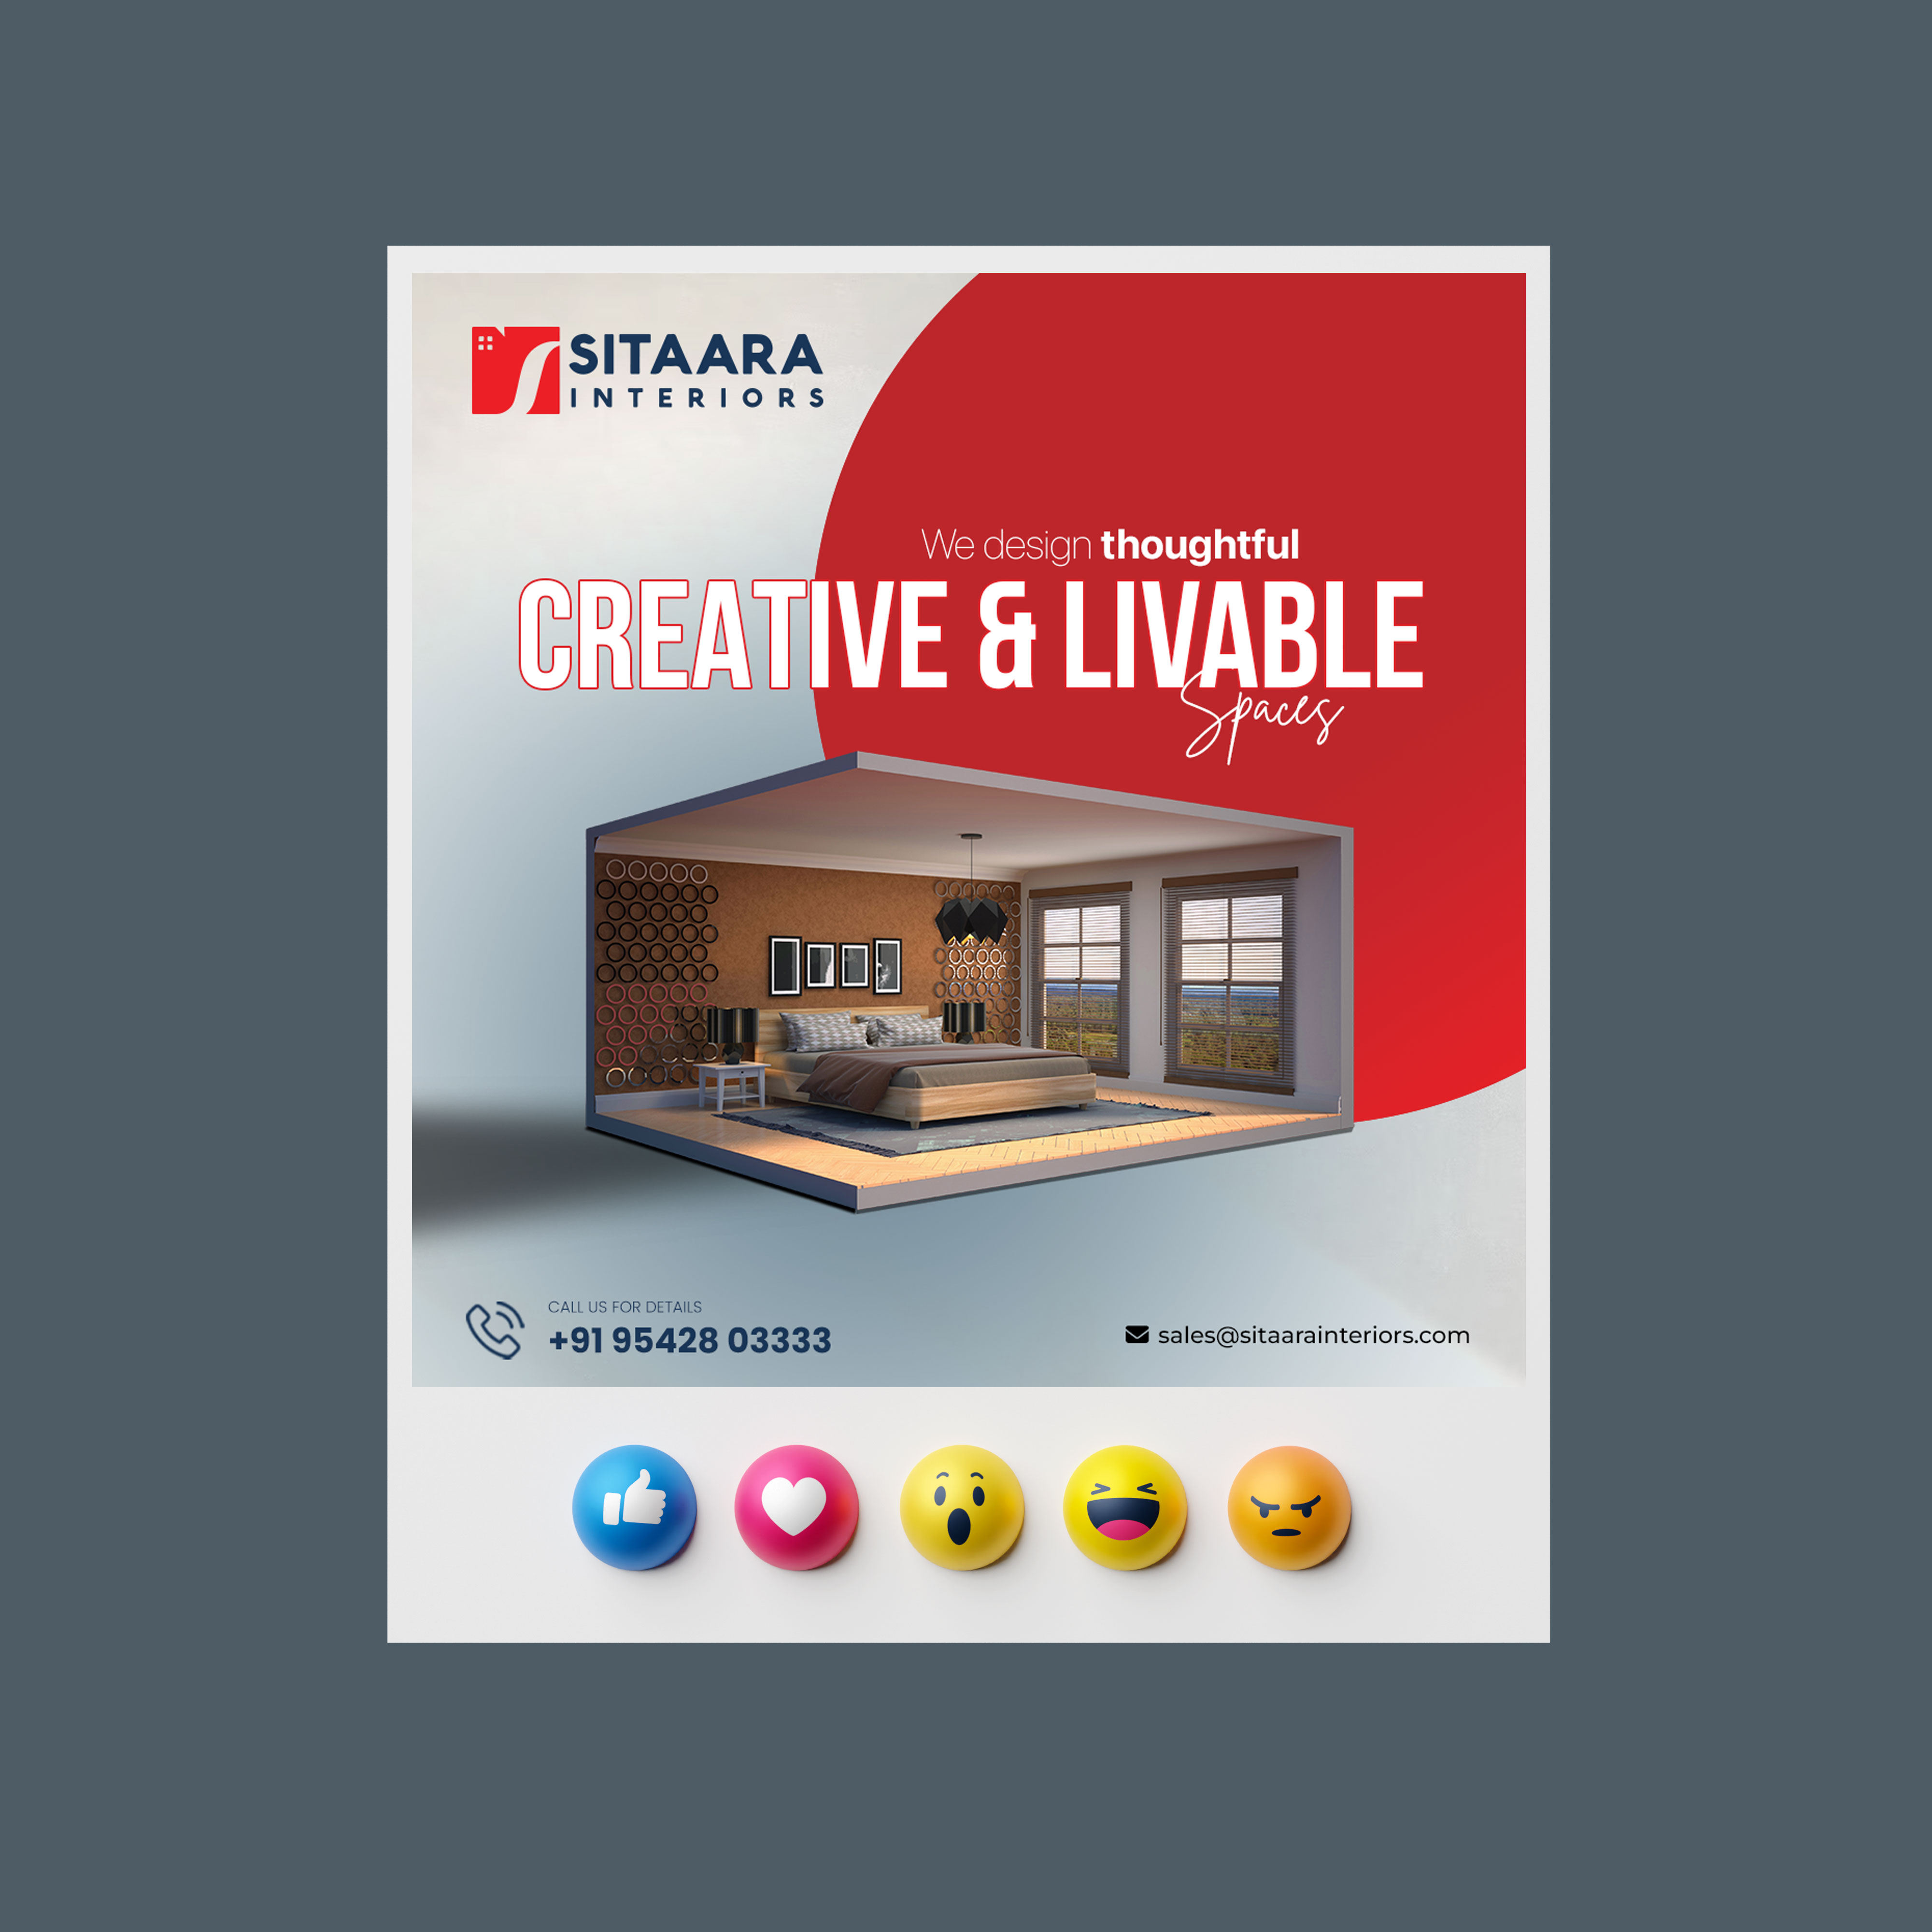 SITAARA
INTERIORS
We design thoughtful
CREATIVE & LIVABLE
Spaces
CALL US FOR DETAILS
+91 95428 03333
sales@sitaarainteriors.com